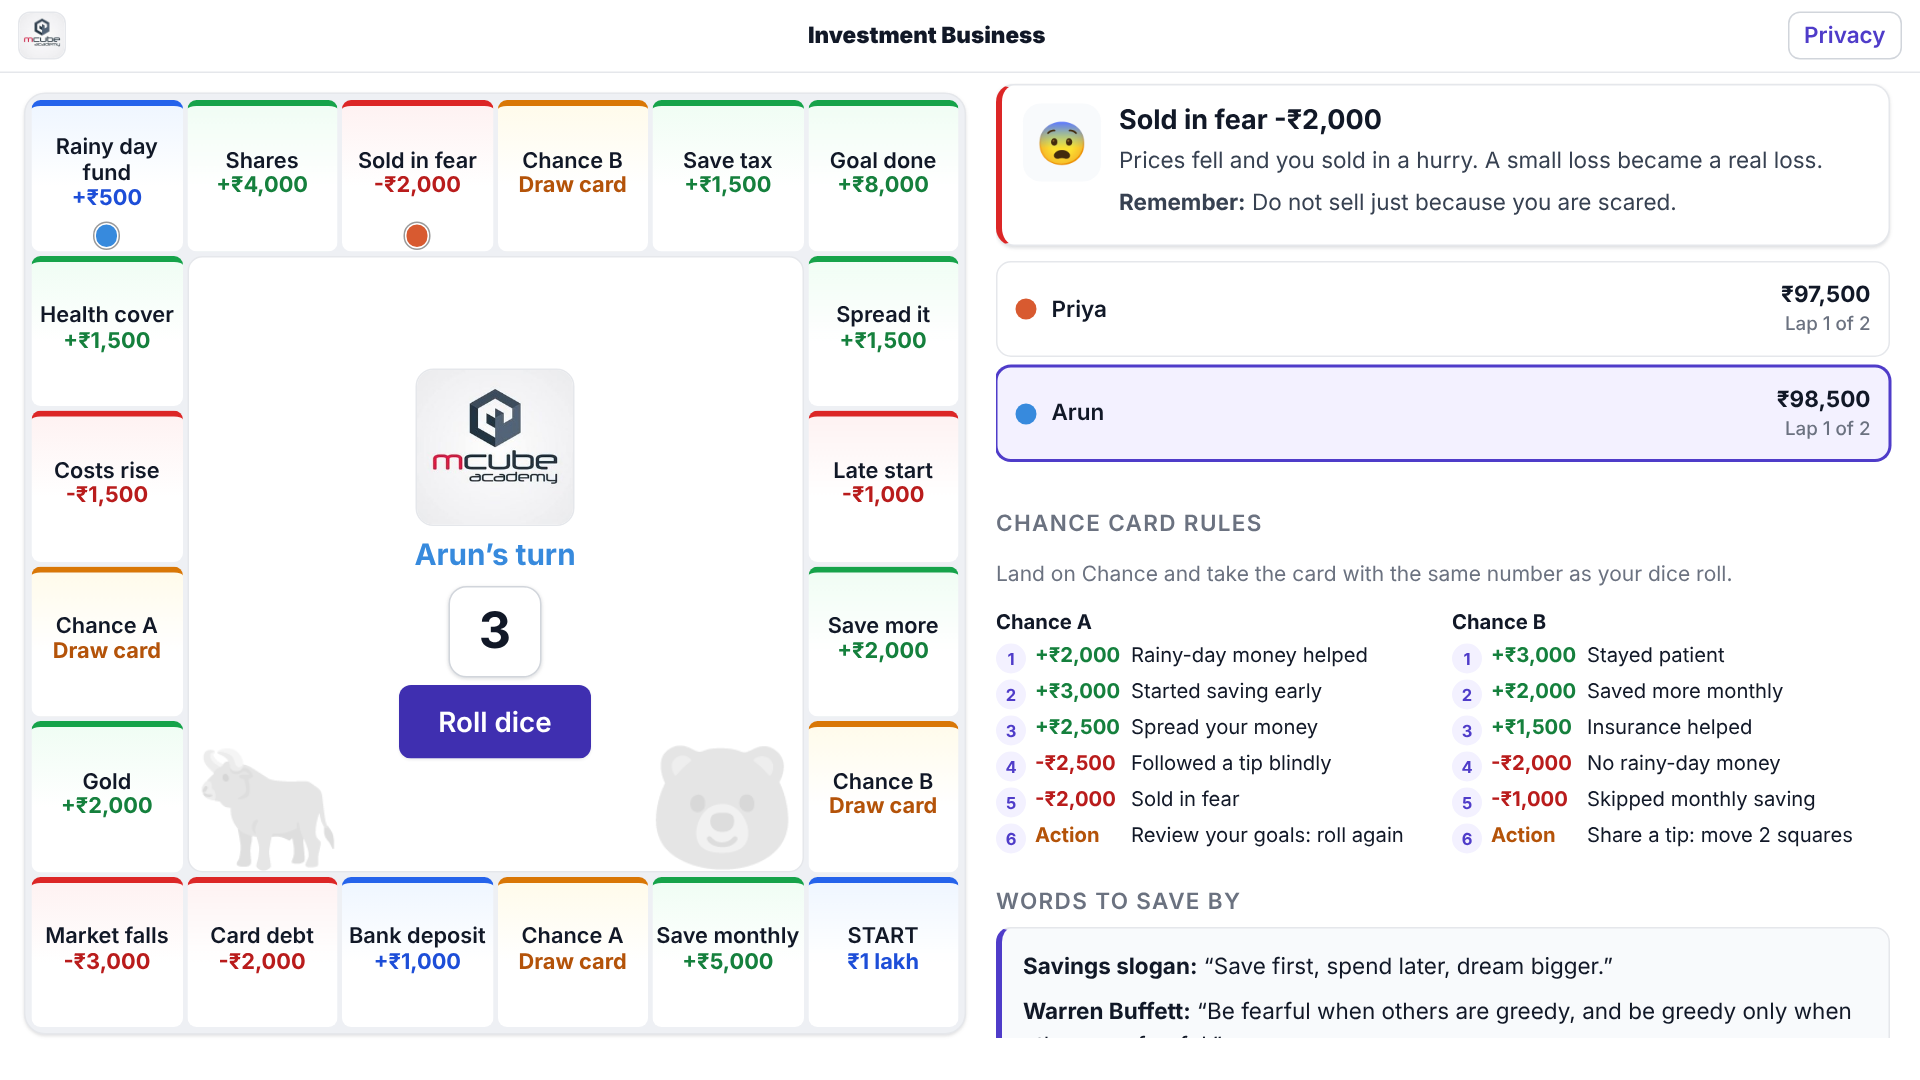 mcube
academy
Investment Business
Privacy
Rainy day
fund
+₹500
Shares
+₹4,000
Sold in fear
-₹2,000
Chance B
Draw card
Save tax
+₹1,500
Goal done
+₹8,000
Health cover
+₹1,500
Spread it
+₹1,500
Costs rise
-₹1,500
Late start
-₹1,000
Chance A
Draw card
Save more
+₹2,000
Gold
+₹2,000
Chance B
Draw card
Market falls
-₹3,000
Card debt
-₹2,000
Bank deposit
+₹1,000
Chance A
Draw card
Save monthly
+₹5,000
START
₹1 lakh
mcube
academy
Arun’s turn
3
Roll dice
Sold in fear -₹2,000
Prices fell and you sold in a hurry. A small loss became a real loss.
Remember: Do not sell just because you are scared.
Priya
₹97,500
Lap 1 of 2
Arun
₹98,500
Lap 1 of 2
CHANCE CARD RULES
Land on Chance and take the card with the same number as your dice roll.
Chance A
1 +₹2,000 Rainy-day money helped
2 +₹3,000 Started saving early
3 +₹2,500 Spread your money
4 -₹2,500 Followed a tip blindly
5 -₹2,000 Sold in fear
6 Action Review your goals: roll again
Chance B
1 +₹3,000 Stayed patient
2 +₹2,000 Saved more monthly
3 +₹1,500 Insurance helped
4 -₹2,000 No rainy-day money
5 -₹1,000 Skipped monthly saving
6 Action Share a tip: move 2 squares
WORDS TO SAVE BY
Savings slogan: “Save first, spend later, dream bigger.”
Warren Buffett: “Be fearful when others are greedy, and be greedy only when